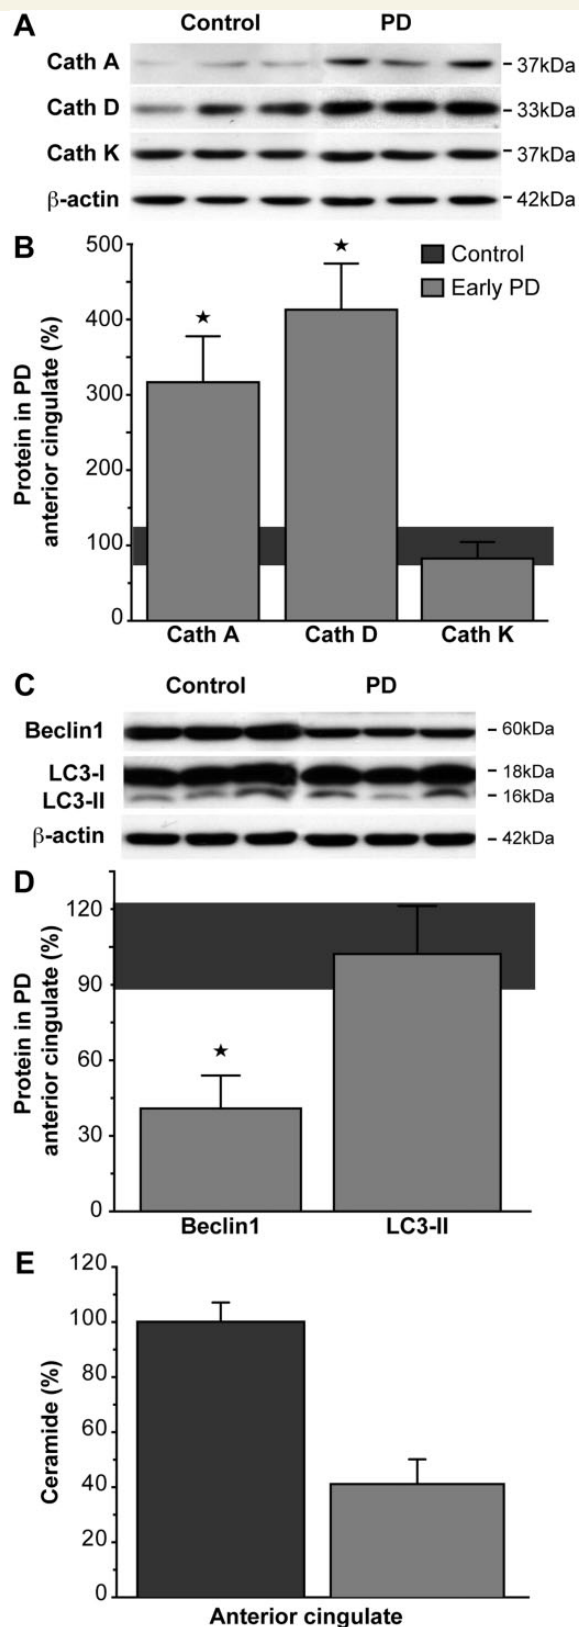 A
Control PD
Cath A
- 37kDa
Cath D
- 33kDa
Cath K
- 37kDa
β-actin
- 42kDa
B
Protein in PD
anterior cingulate (%)
500
400
300
200
100
0
★
★
Control
Early PD
Cath A Cath D Cath K
C
Control PD
Beclin1
- 60kDa
LC3-I
- 18kDa
LC3-II
- 16kDa
β-actin
- 42kDa
D
Protein in PD
anterior cingulate (%)
120
90
60
30
0
★
Beclin1 LC3-II
E
Ceramide (%)
120
100
80
60
40
20
0
Anterior cingulate